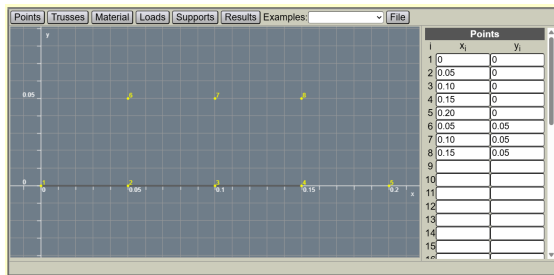 Points Trusses Material Loads Supports Results Examples: File
Points
i xi yi
1 0 0
2 0.05 0
3 0.10 0
4 0.15 0
5 0.20 0
6 0.05 0.05
7 0.10 0.05
8 0.15 0.05
9
10
11
12
13
14
15
16
y
6 7 8
0.05
0 1 2 3 4 5
0 0.05 0.1 0.15 0.2 x